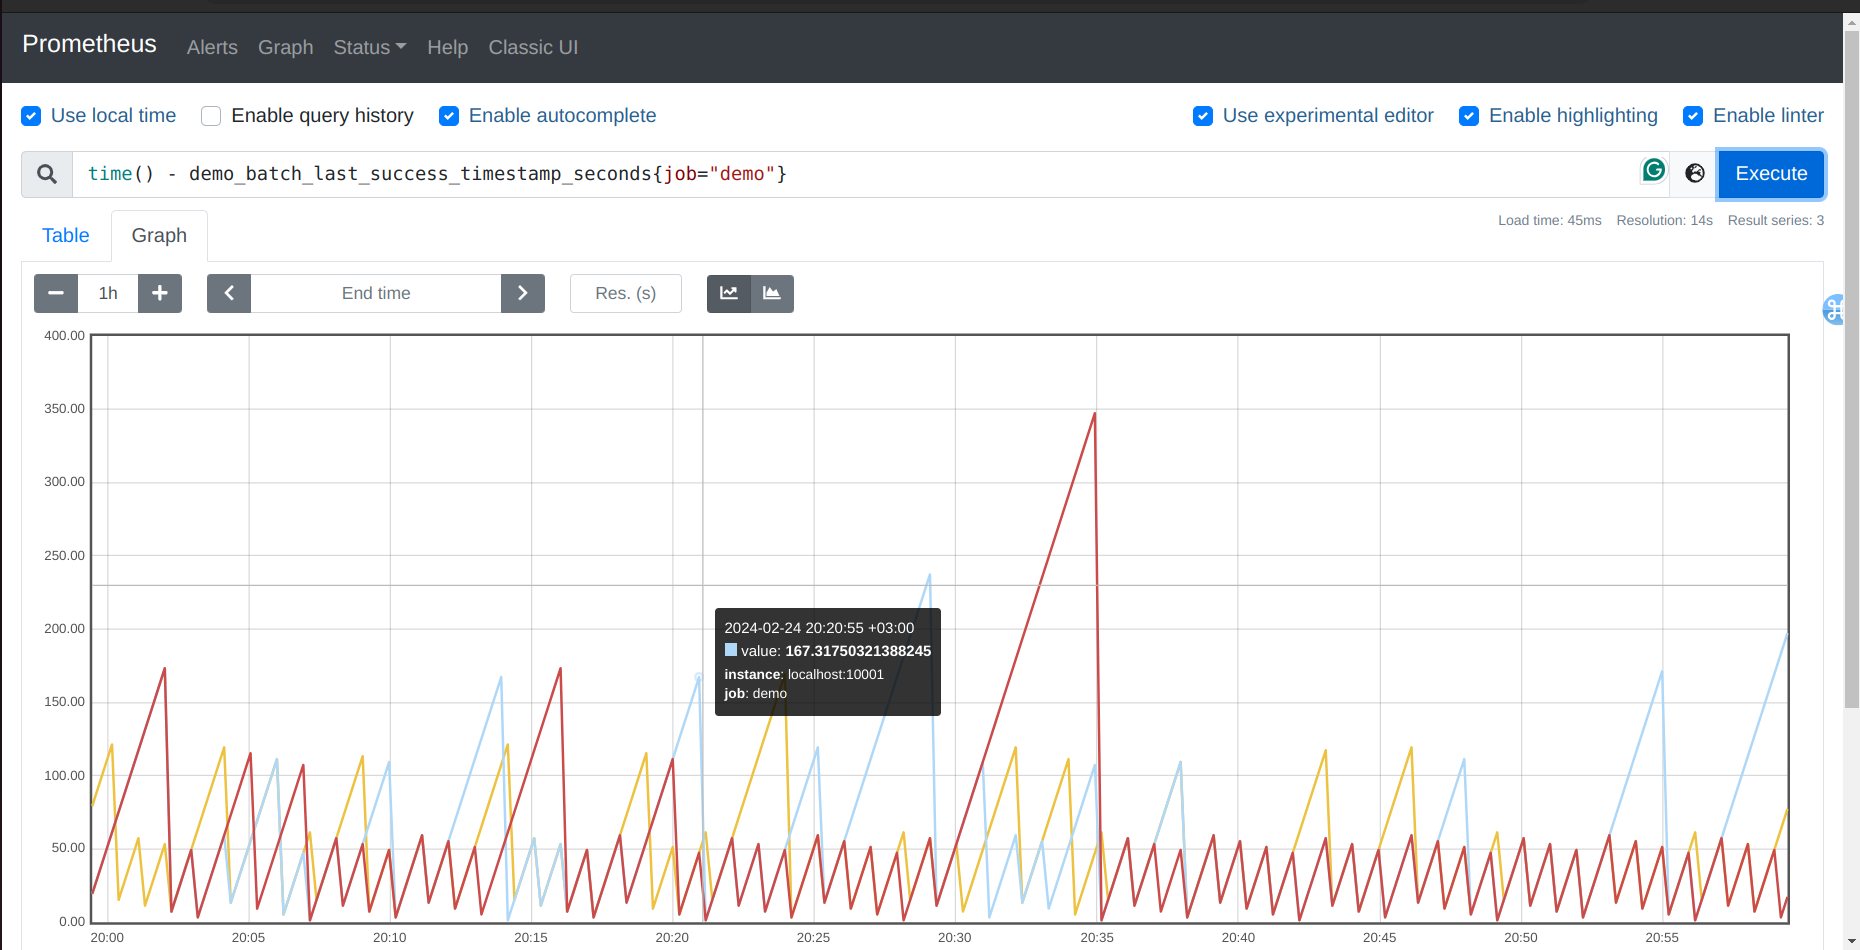 Prometheus Alerts Graph Status Help Classic UI
Use local time Enable query history Enable autocomplete Use experimental editor Enable highlighting Enable linter
time() - demo_batch_last_success_timestamp_seconds{job="demo"} Execute
Load time: 45ms Resolution: 14s Result series: 3
Table Graph
1h End time Res. (s)
400.00
350.00
300.00
250.00
200.00
150.00
100.00
50.00
0.00
2024-02-24 20:20:55 +03:00
value: 167.31750321388245
instance: localhost:10001
job: demo
20:00 20:05 20:10 20:15 20:20 20:25 20:30 20:35 20:40 20:45 20:50 20:55